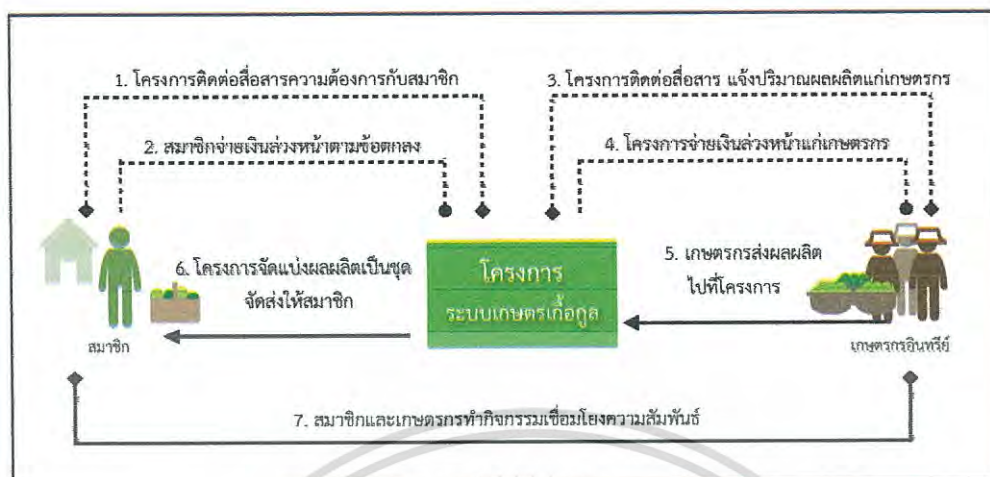 1. โครงการติดต่อสื่อสารความต้องการกับสมาชิก
3. โครงการติดต่อสื่อสาร แจ้งปริมาณผลผลิตแก่เกษตรกร
2. สมาชิกจ่ายเงินล่วงหน้าตามข้อตกลง
4. โครงการจ่ายเงินล่วงหน้าแก่เกษตรกร
6. โครงการจัดแบ่งผลผลิตเป็นชุด
จัดส่งให้สมาชิก
โครงการ
ระบบเกษตรเกื้อกูล
5. เกษตรกรส่งผลผลิต
ไปที่โครงการ
สมาชิก
เกษตรกรอินทรีย์
7. สมาชิกและเกษตรกรทำกิจกรรมเชื่อมโยงความสัมพันธ์